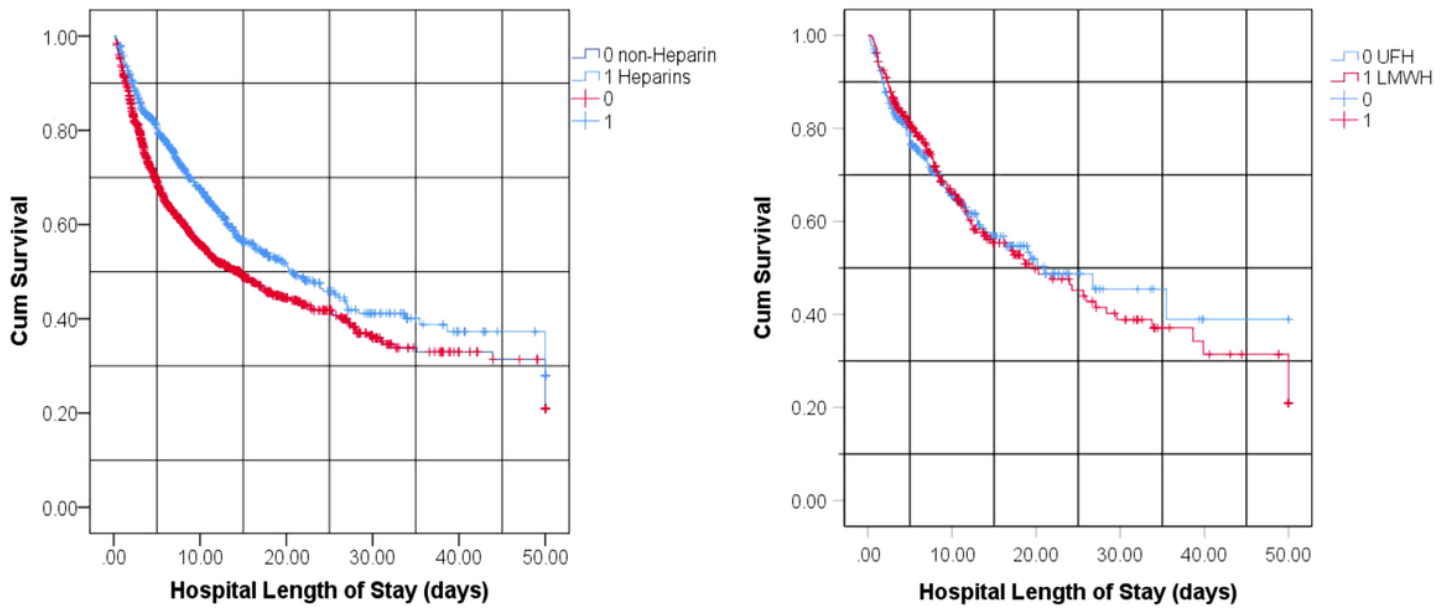 1.00
0.80
0.60
0.40
0.20
0.00
Cum Survival
.00 10.00 20.00 30.00 40.00 50.00
Hospital Length of Stay (days)
0 non-Heparin
1 Heparins
0
1
1.00
0.80
0.60
0.40
0.20
0.00
Cum Survival
.00 10.00 20.00 30.00 40.00 50.00
Hospital Length of Stay (days)
0 UFH
1 LMWH
0
1